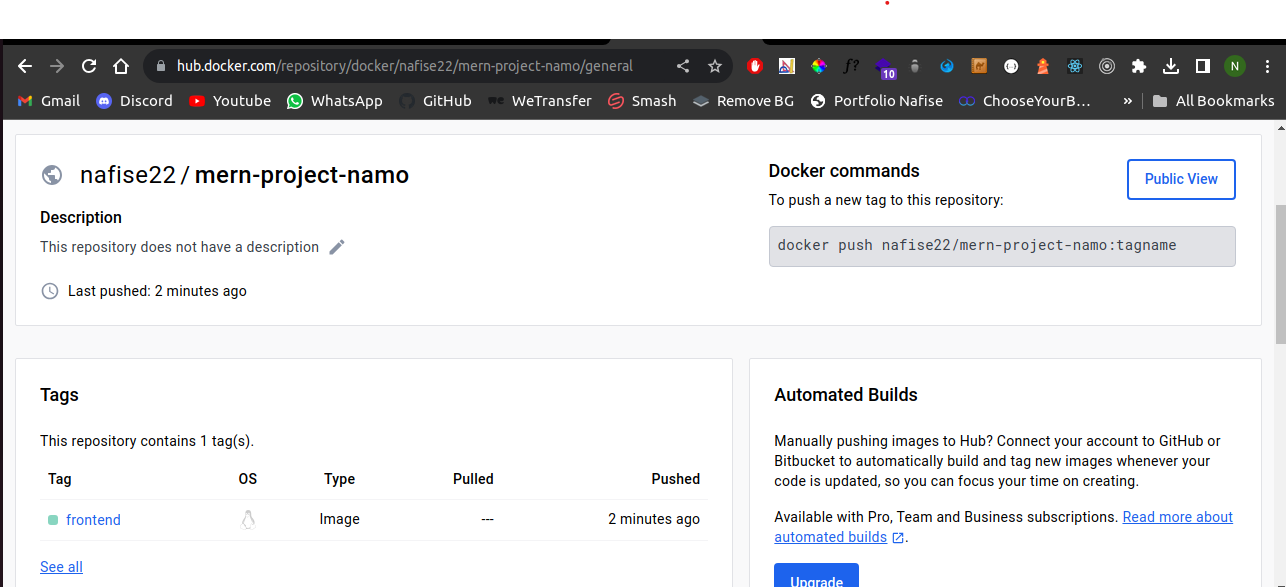 hub.docker.com/repository/docker/nafise22/mern-project-namo/general
f?
10
N
Gmail Discord Youtube WhatsApp GitHub we WeTransfer Smash Remove BG Portfolio Nafise ChooseYourB... » All Bookmarks
nafise22 / mern-project-namo
Description
This repository does not have a description
Last pushed: 2 minutes ago
Docker commands
Public View
To push a new tag to this repository:
docker push nafise22/mern-project-namo:tagname
Tags
This repository contains 1 tag(s).
Tag OS Type Pulled Pushed
frontend Image --- 2 minutes ago
See all
Automated Builds
Manually pushing images to Hub? Connect your account to GitHub or
Bitbucket to automatically build and tag new images whenever your
code is updated, so you can focus your time on creating.
Available with Pro, Team and Business subscriptions. Read more about
automated builds .
Upgrade